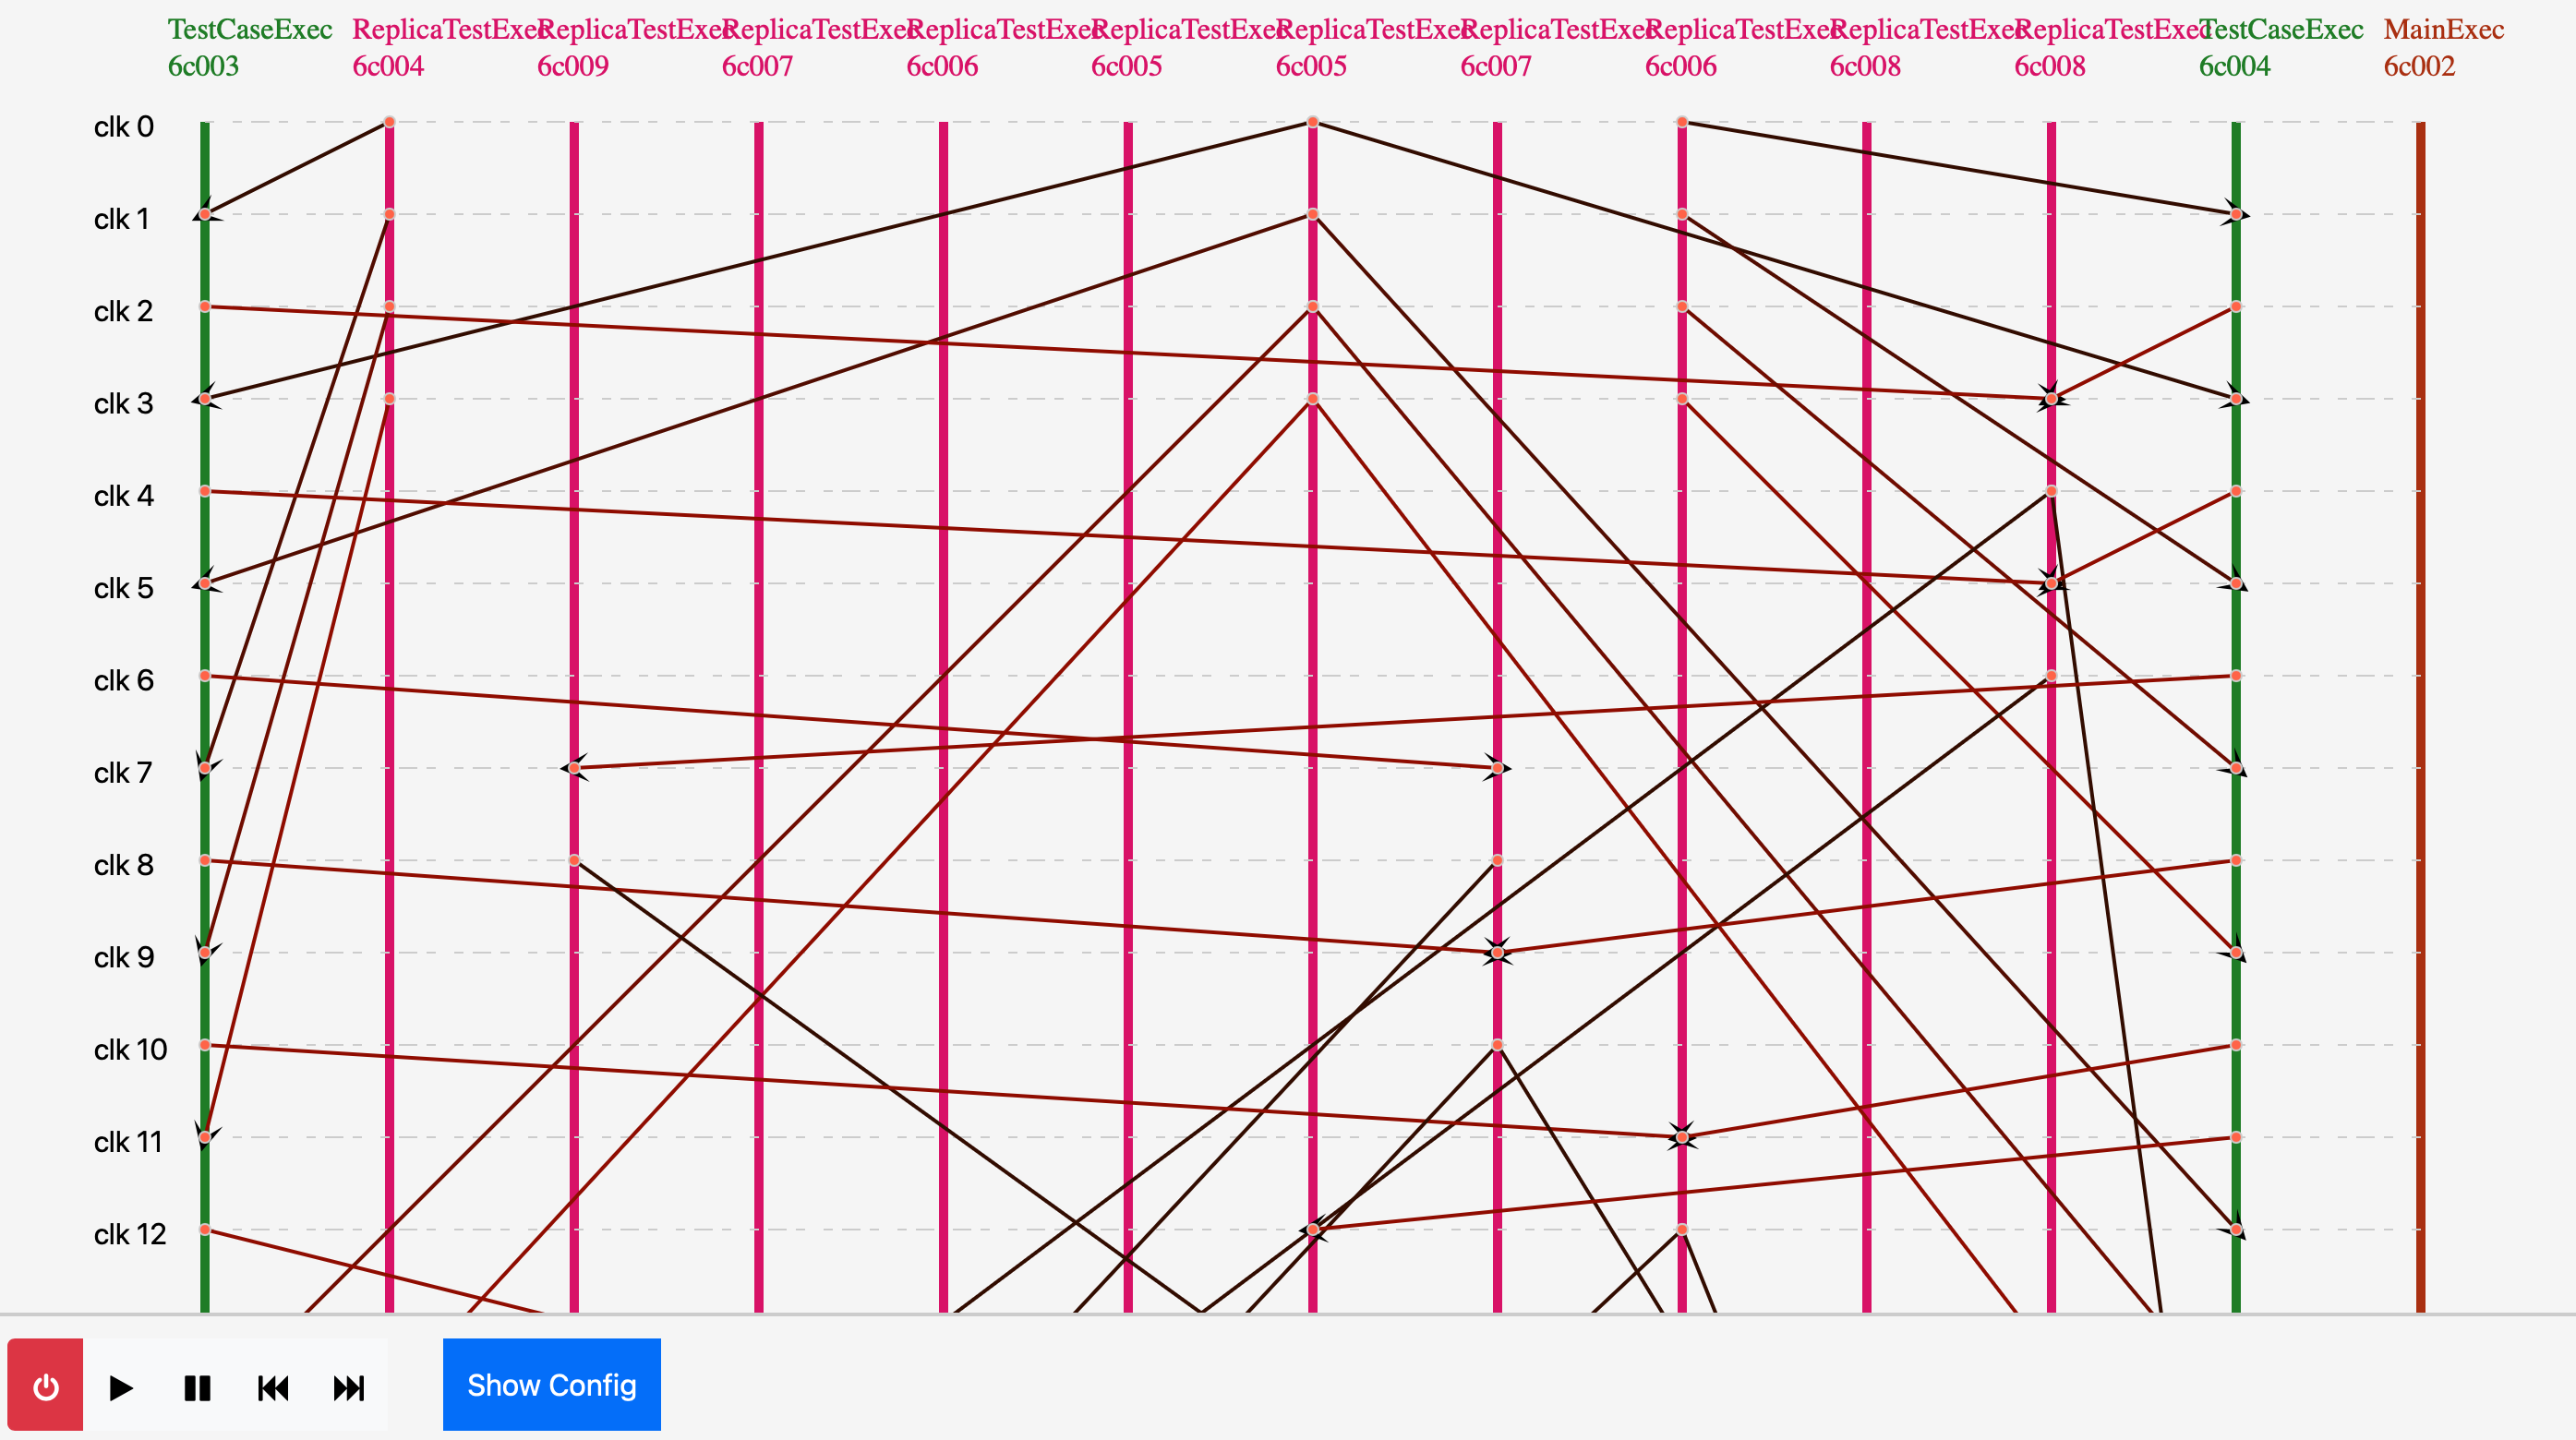 TestCaseExec ReplicaTestExec ReplicaTestExec ReplicaTestExec ReplicaTestExec ReplicaTestExec ReplicaTestExec ReplicaTestExec ReplicaTestExec ReplicaTestExec ReplicaTestExec TestCaseExec MainExec
6c003 6c004 6c009 6c007 6c006 6c005 6c005 6c007 6c006 6c008 6c008 6c004 6c002
clk 0
clk 1
clk 2
clk 3
clk 4
clk 5
clk 6
clk 7
clk 8
clk 9
clk 10
clk 11
clk 12
Show Config